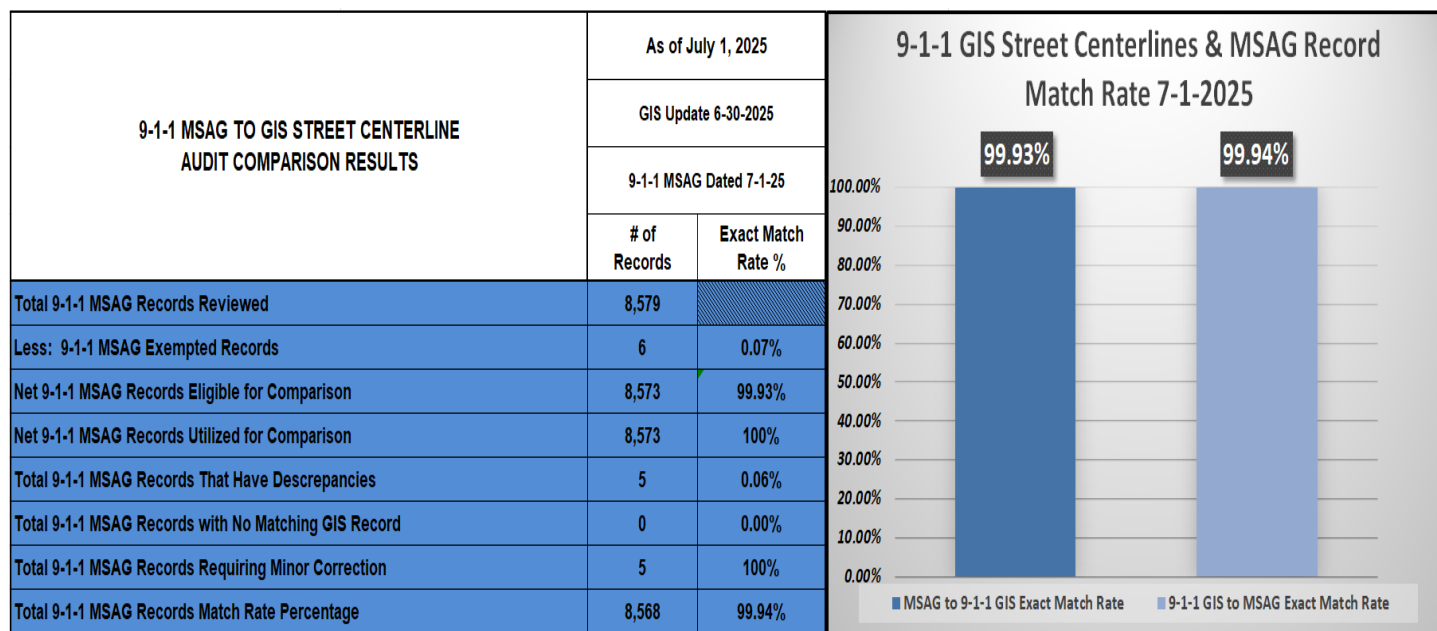 9-1-1 MSAG TO GIS STREET CENTERLINE
AUDIT COMPARISON RESULTS
As of July 1, 2025
GIS Update 6-30-2025
9-1-1 MSAG Dated 7-1-25
# of
Records
Exact Match
Rate %
Total 9-1-1 MSAG Records Reviewed 8,579
Less: 9-1-1 MSAG Exempted Records 6 0.07%
Net 9-1-1 MSAG Records Eligible for Comparison 8,573 99.93%
Net 9-1-1 MSAG Records Utilized for Comparison 8,573 100%
Total 9-1-1 MSAG Records That Have Descrepancies 5 0.06%
Total 9-1-1 MSAG Records with No Matching GIS Record 0 0.00%
Total 9-1-1 MSAG Records Requiring Minor Correction 5 100%
Total 9-1-1 MSAG Records Match Rate Percentage 8,568 99.94%
9-1-1 GIS Street Centerlines & MSAG Record
Match Rate 7-1-2025
99.93% 99.94%
100.00%
90.00%
80.00%
70.00%
60.00%
50.00%
40.00%
30.00%
20.00%
10.00%
0.00%
MSAG to 9-1-1 GIS Exact Match Rate 9-1-1 GIS to MSAG Exact Match Rate